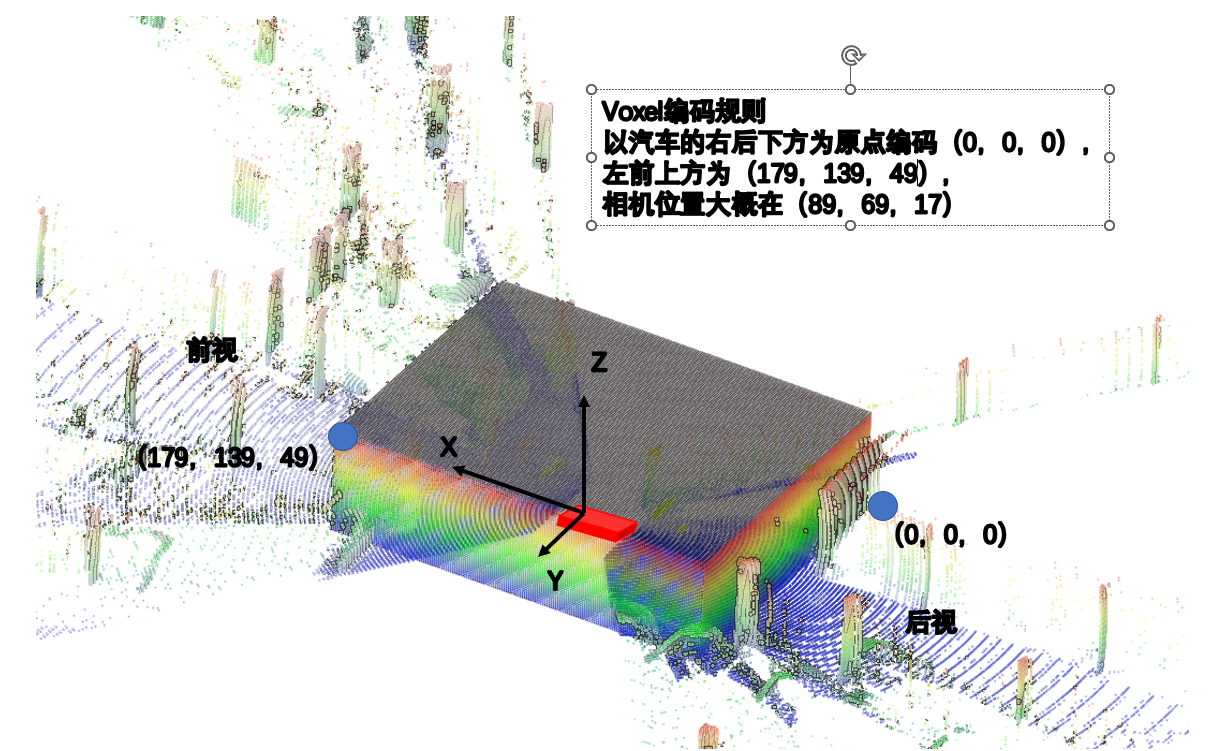 Voxel编码规则
以汽车的右后下方为原点编码（0，0，0），
左前上方为（179，139，49），
相机位置大概在（89，69，17）
前视
Z
X
（179，139，49）
（0，0，0）
Y
后视